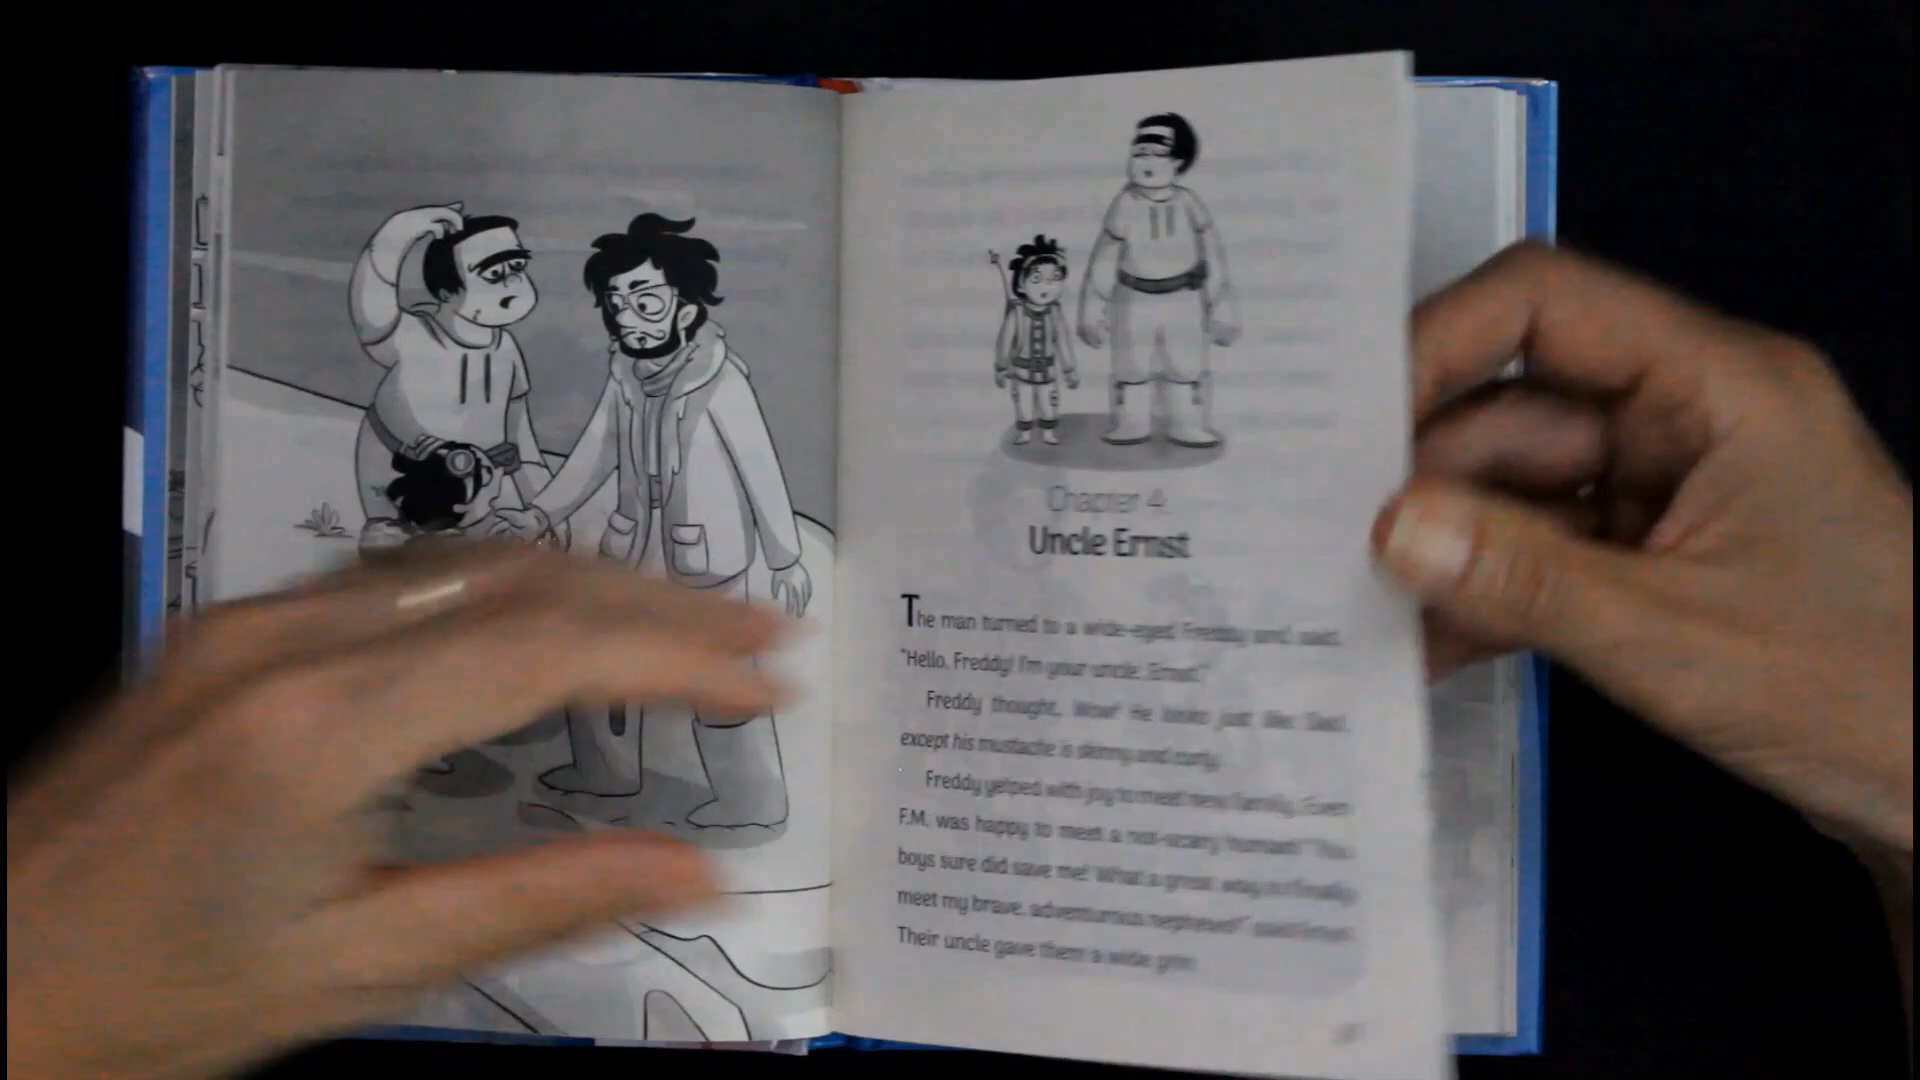 Chapter 4:
Uncle Ernst
The man turned to a wide-eyed Freddy and said,
"Hello, Freddy! I'm your uncle, Ernst."
Freddy thought, Wow! He looks just like Dad,
except his mustache is skinny and curly.
Freddy yelped with joy to meet new family. Even
F.M. was happy to meet a not-scary human! "You
boys sure did save me! What a great way to finally
meet my brave, adventurous nephews!" said Ernst.
Their uncle gave them a wide grin